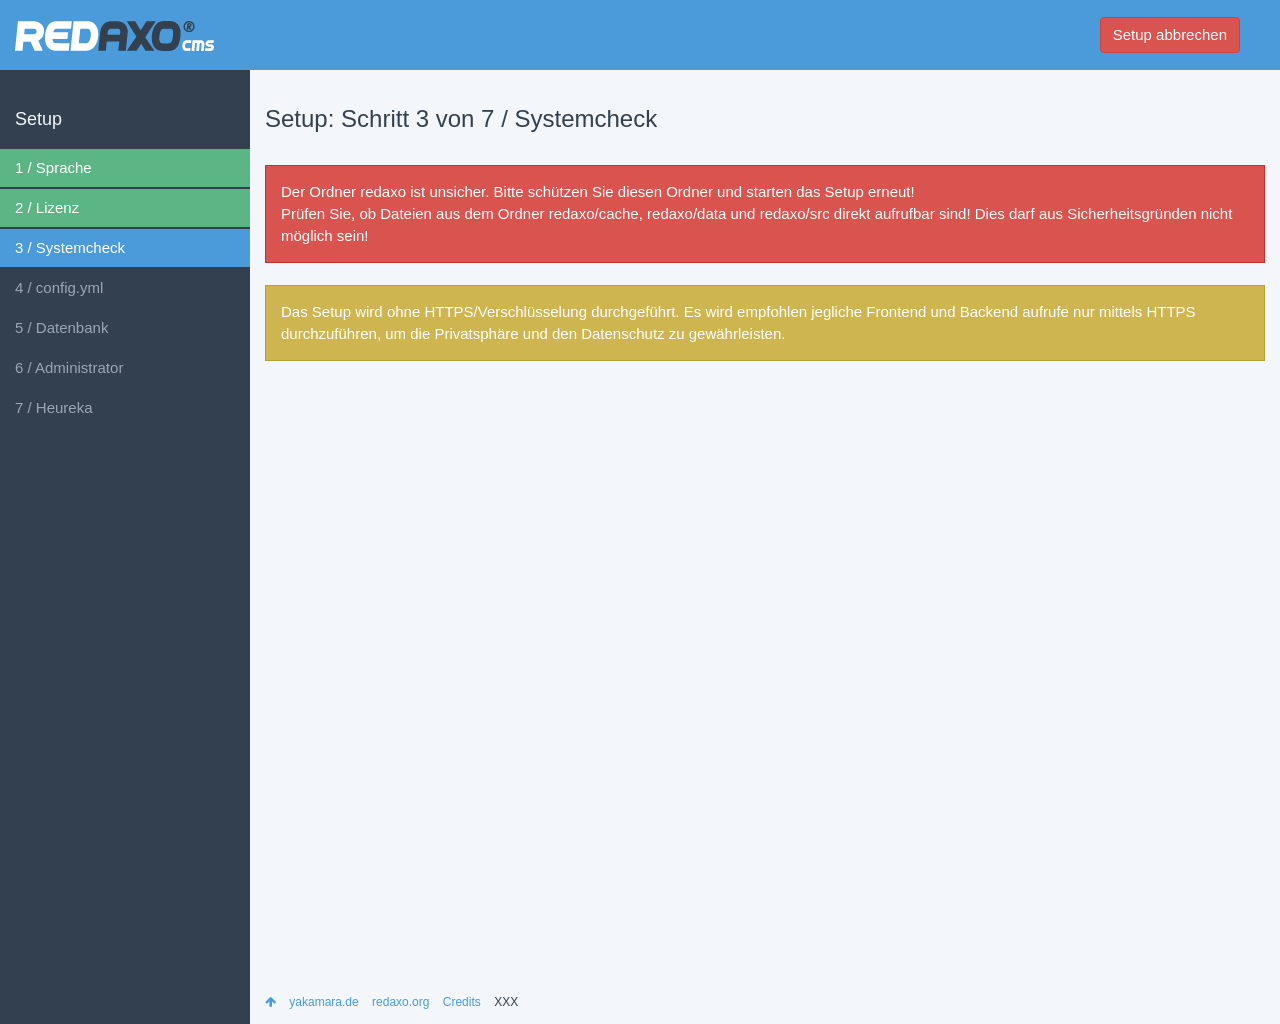 REDAXO® cms
Setup abbrechen
Setup
1 / Sprache
2 / Lizenz
3 / Systemcheck
4 / config.yml
5 / Datenbank
6 / Administrator
7 / Heureka
Setup: Schritt 3 von 7 / Systemcheck
Der Ordner redaxo ist unsicher. Bitte schützen Sie diesen Ordner und starten das Setup erneut!
Prüfen Sie, ob Dateien aus dem Ordner redaxo/cache, redaxo/data und redaxo/src direkt aufrufbar sind! Dies darf aus Sicherheitsgründen nicht
möglich sein!
Das Setup wird ohne HTTPS/Verschlüsselung durchgeführt. Es wird empfohlen jegliche Frontend und Backend aufrufe nur mittels HTTPS
durchzuführen, um die Privatsphäre und den Datenschutz zu gewährleisten.
yakamara.de redaxo.org Credits XXX